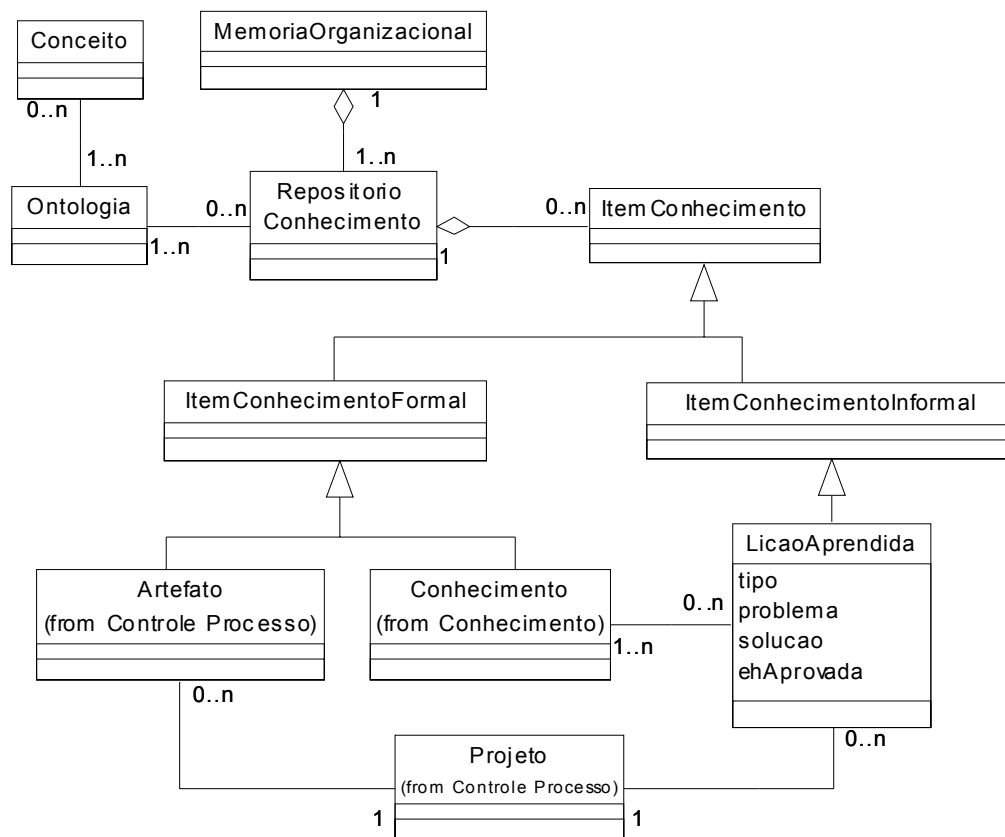 Conceito
MemoriaOrganizacional
0..n
1
1..n
1..n
Ontologia
0..n
Repositorio
Conhecimento
0..n
ItemConhecimento
1..n
1
ItemConhecimentoFormal
ItemConhecimentoInformal
Artefato
(from Controle Processo)
Conhecimento
(from Conhecimento)
LicaoAprendida
tipo
problema
solucao
ehAprovada
0..n
1..n
0..n
0..n
Projeto
(from Controle Processo)
1
1